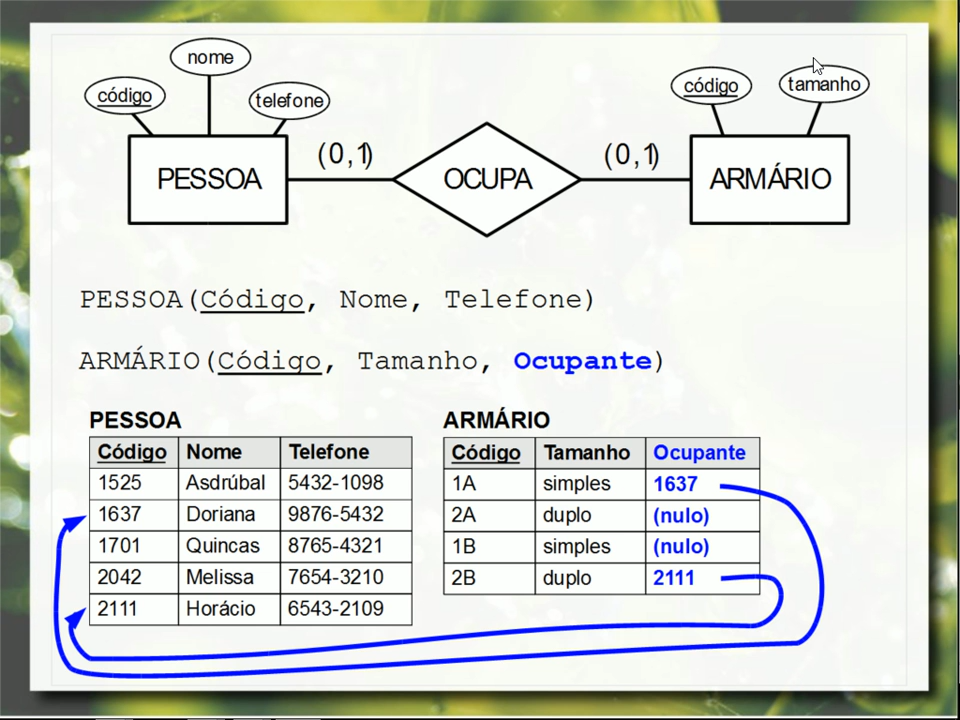 nome
código
telefone
código
tamanho
PESSOA
(0,1)
OCUPA
(0,1)
ARMÁRIO
PESSOA(Código, Nome, Telefone)
ARMÁRIO(Código, Tamanho, Ocupante)
PESSOA
Código Nome Telefone
1525 Asdrúbal 5432-1098
1637 Doriana 9876-5432
1701 Quincas 8765-4321
2042 Melissa 7654-3210
2111 Horácio 6543-2109
ARMÁRIO
Código Tamanho Ocupante
1A simples 1637
2A duplo (nulo)
1B simples (nulo)
2B duplo 2111